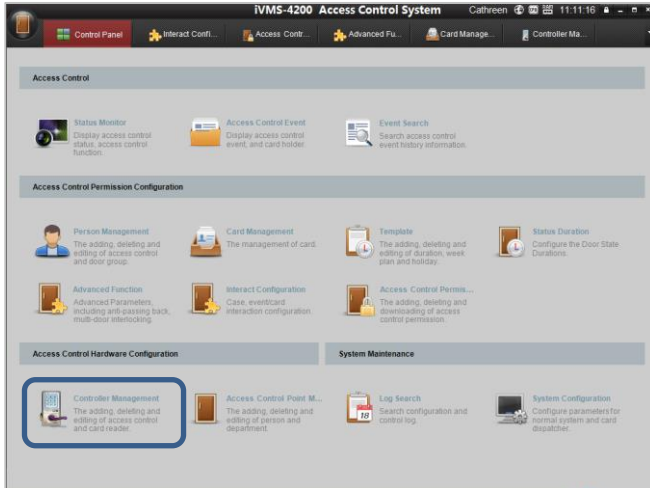 iVMS-4200 Access Control System Cathreen 11:11:16
Control Panel Interact Confi... Access Contr... Advanced Fu... Card Manage... Controller Ma...
Access Control
Status Monitor
Display access control
status, access control
function.
Access Control Event
Display access control
event, and card holder.
Event Search
Search access control
event history information.
Access Control Permission Configuration
Person Management
The adding, deleting and
editing of access control
and door group.
Card Management
The management of card.
Template
The adding, deleting and
editing of duration, week
plan and holiday.
Status Duration
Configure the Door State
Durations.
Advanced Function
Advanced Parameters,
including anti-passing back,
multi-door interlocking.
Interact Configuration
Case, event/card
interaction configuration.
Access Control Permis...
The adding, deleting and
downloading of access
control permission.
Access Control Hardware Configuration
System Maintenance
Controller Management
The adding, deleting and
editing of access control
and card reader.
Access Control Point M...
The adding, deleting and
editing of person and
department.
18
Log Search
Search configuration and
control log.
System Configuration
Configure parameters for
normal system and card
dispatcher.